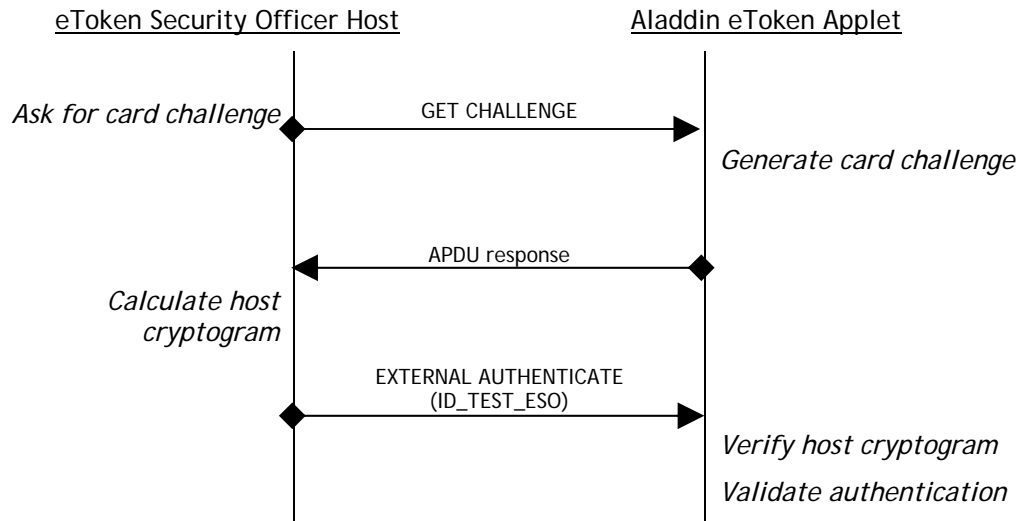 eToken Security Officer Host
Aladdin eToken Applet
Ask for card challenge
GET CHALLENGE
Generate card challenge
APDU response
Calculate host
cryptogram
EXTERNAL AUTHENTICATE
(ID_TEST_ESO)
Verify host cryptogram
Validate authentication